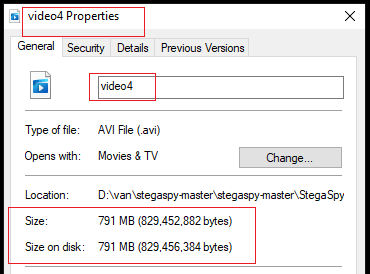 video4 Properties
General Security Details Previous Versions
video4
Type of file: AVI File (.avi)
Opens with: Movies & TV Change...
Location: D:\van\stegaspy-master\stegaspy-master\StegaSpy
Size: 791 MB (829,452,882 bytes)
Size on disk: 791 MB (829,456,384 bytes)